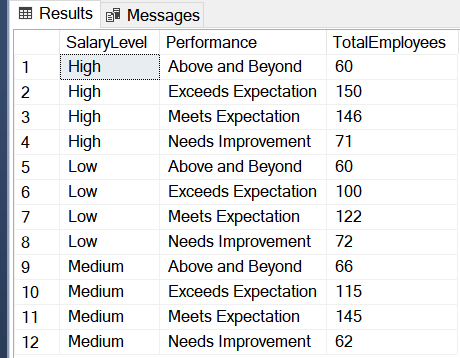 Results Messages
SalaryLevel Performance TotalEmployees
1 High Above and Beyond 60
2 High Exceeds Expectation 150
3 High Meets Expectation 146
4 High Needs Improvement 71
5 Low Above and Beyond 60
6 Low Exceeds Expectation 100
7 Low Meets Expectation 122
8 Low Needs Improvement 72
9 Medium Above and Beyond 66
10 Medium Exceeds Expectation 115
11 Medium Meets Expectation 145
12 Medium Needs Improvement 62